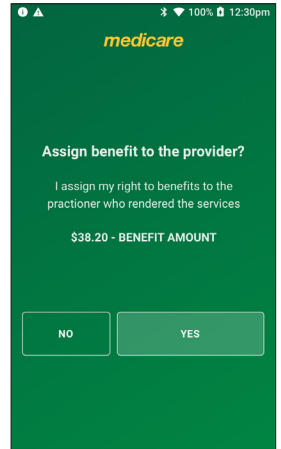 100% 12:30pm
medicare
Assign benefit to the provider?
I assign my right to benefits to the
practioner who rendered the services
$38.20 - BENEFIT AMOUNT
NO
YES